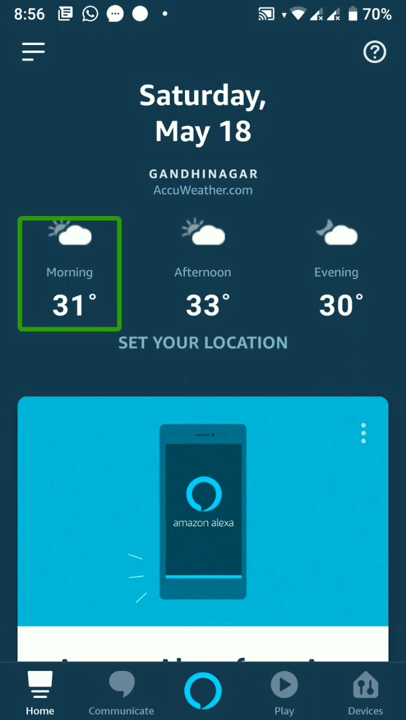 8:56 70%
Saturday,
May 18
GANDHINAGAR
AccuWeather.com
Morning Afternoon Evening
31° 33° 30°
SET YOUR LOCATION
amazon alexa
Home Communicate Play Devices